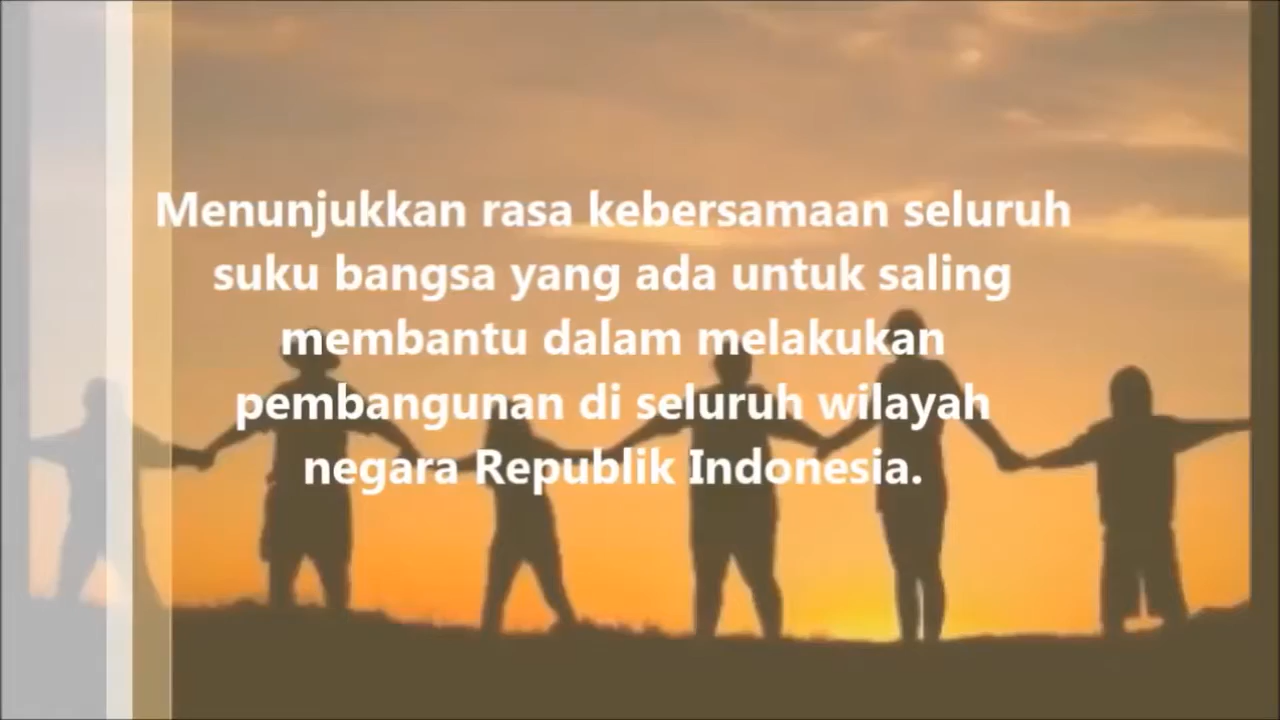 Menunjukkan rasa kebersamaan seluruh
suku bangsa yang ada untuk saling
membantu dalam melakukan
pembangunan di seluruh wilayah
negara Republik Indonesia.